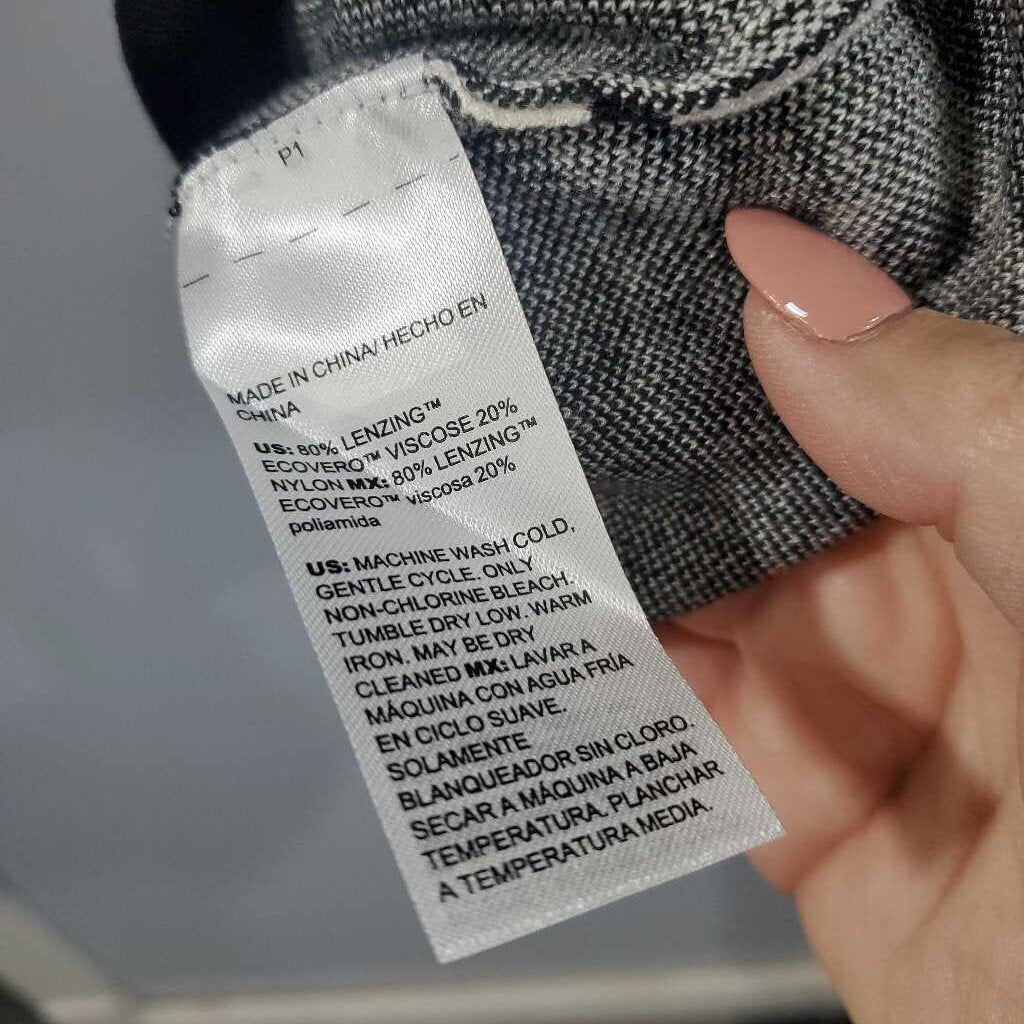 P1
MADE IN CHINA/ HECHO EN
CHINA
US: 80% LENZING™
ECOVERO™ VISCOSE 20%
NYLON MX: 80% LENZING™
ECOVERO™ viscosa 20%
poliamida
US: MACHINE WASH COLD,
GENTLE CYCLE. ONLY
NON-CHLORINE BLEACH.
TUMBLE DRY LOW. WARM
IRON. MAY BE DRY
CLEANED MX: LAVAR A
MÁQUINA CON AGUA FRÍA
EN CICLO SUAVE.
SOLAMENTE
BLANQUEADOR SIN CLORO.
SECAR A MÁQUINA A BAJA
TEMPERATURA. PLANCHAR
A TEMPERATURA MEDIA.